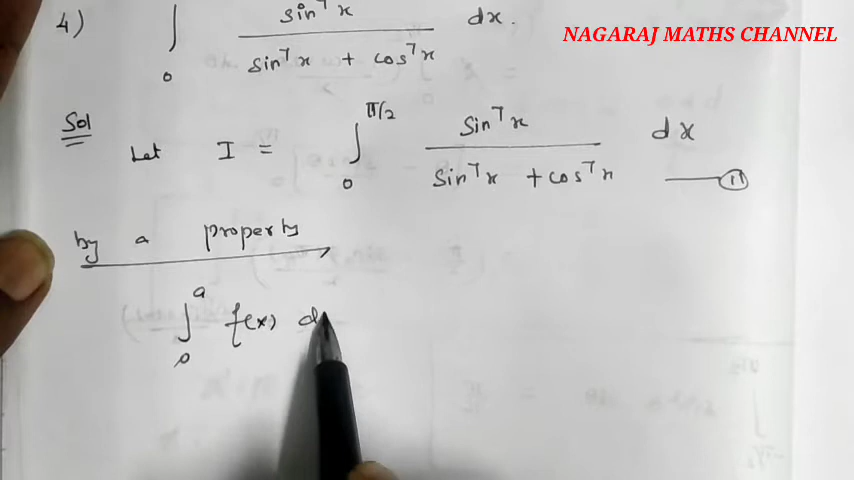 4) ∫₀ sin⁷x / (sin⁷x + cos⁷x) dx.
NAGARAJ MATHS CHANNEL
Sol
Let I = ∫₀^(π/2) sin⁷x / (sin⁷x + cos⁷x) dx —(1)
by a property
∫₀^a f(x) d